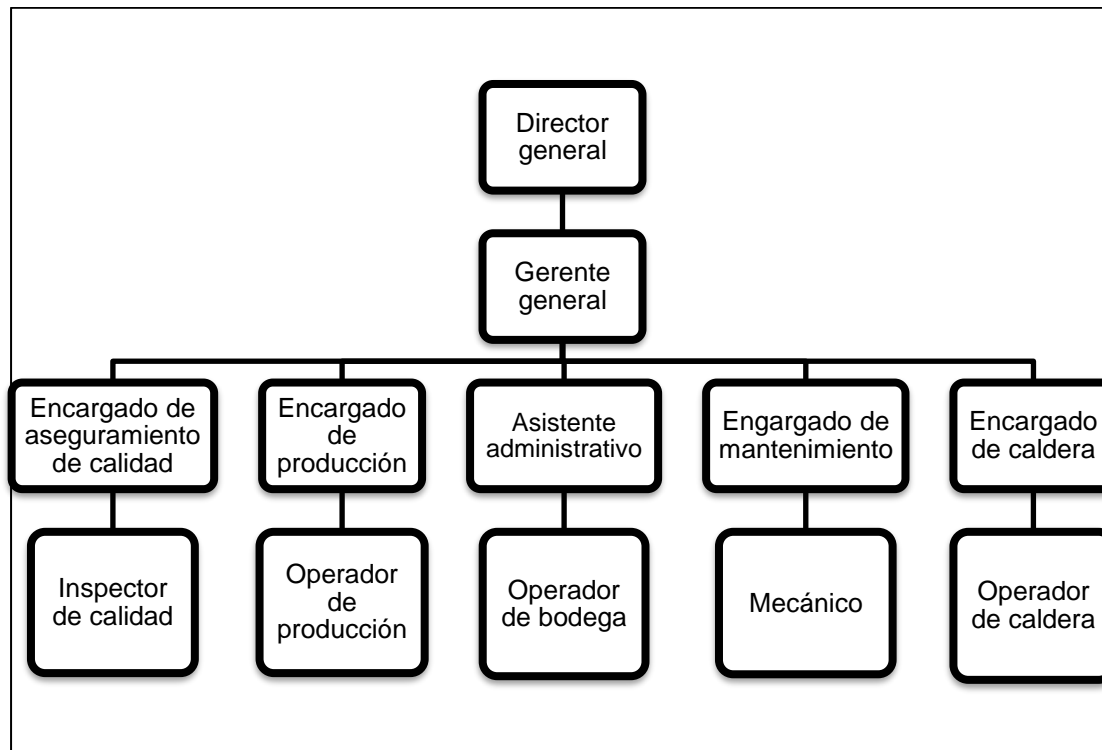 Director
general
Gerente
general
Encargado de
aseguramiento
de calidad
Encargado
de
producción
Asistente
administrativo
Engargado de
mantenimiento
Encargado
de caldera
Inspector
de calidad
Operador
de
producción
Operador
de bodega
Mecánico
Operador
de caldera